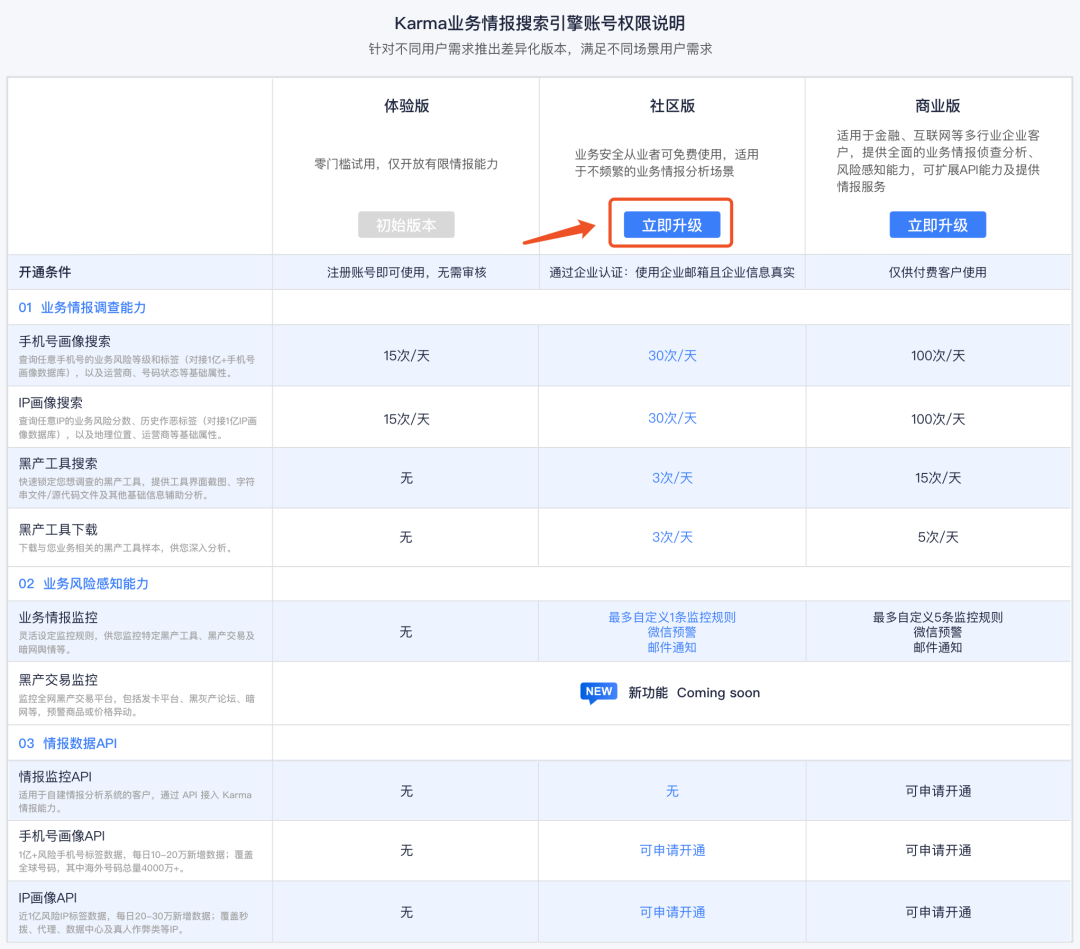 Karma业务情报搜索引擎账号权限说明
针对不同用户需求推出差异化版本，满足不同场景用户需求
体验版
零门槛试用，仅开放有限情报能力
初始版本
社区版
业务安全从业者可免费使用，适用
于不频繁的业务情报分析场景
立即升级
商业版
适用于金融、互联网等多行业企业客
户，提供全面的业务情报侦查分析、
风险感知能力，可扩展API能力及提供
情报服务
立即升级
开通条件
注册账号即可使用，无需审核
通过企业认证：使用企业邮箱且企业信息真实
仅供付费客户使用
01 业务情报调查能力
手机号画像搜索
查询任意手机号的业务风险等级和标签（对接1亿+手机号
画像数据库），以及运营商、号码状态等基础属性。
15次/天
30次/天
100次/天
IP画像搜索
查询任意IP的业务风险分数、历史作恶标签（对接1亿IP画
像数据库），以及地理位置、运营商等基础属性。
15次/天
30次/天
100次/天
黑产工具搜索
快速锁定您想调查的黑产工具，提供工具界面截图、字符
串文件/源代码文件及其他基础信息辅助分析。
无
3次/天
15次/天
黑产工具下载
下载与您业务相关的黑产工具样本，供您深入分析。
无
3次/天
5次/天
02 业务风险感知能力
业务情报监控
灵活设定监控规则，供您监控特定黑产工具、黑产交易及
暗网舆情等。
无
最多自定义1条监控规则
微信预警
邮件通知
最多自定义5条监控规则
微信预警
邮件通知
黑产交易监控
监控全网黑产交易平台，包括发卡平台、黑灰产论坛、暗
网等，预警商品或价格异动。
NEW 新功能 Coming soon
03 情报数据API
情报监控API
适用于自建情报分析系统的客户，通过 API 接入 Karma
情报能力。
无
无
可申请开通
手机号画像API
1亿+风险手机号标签数据，每日10-20万新增数据；覆盖
全球号码，其中海外号码总量4000万+。
无
可申请开通
可申请开通
IP画像API
近1亿风险IP标签数据，每日20-30万新增数据；覆盖秒
拨、代理、数据中心及真人作弊类等IP。
无
可申请开通
可申请开通